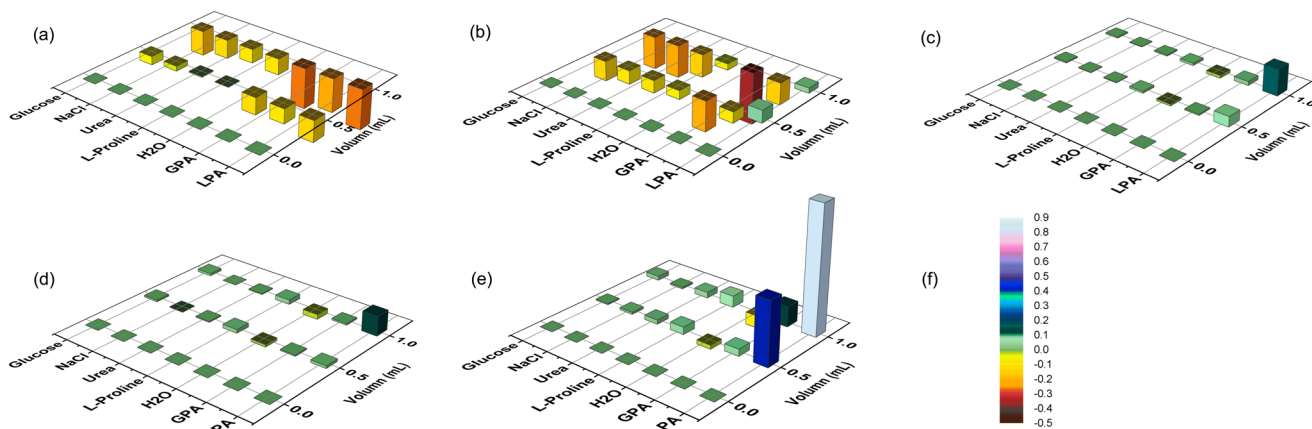 (a)
Glucose
NaCl
Urea
L-Proline
H2O
GPA
LPA
0.0
0.5
1.0
Volumn (mL)
(b)
Glucose
NaCl
Urea
L-Proline
H2O
GPA
LPA
0.0
0.5
1.0
Volumn (mL)
(c)
Glucose
NaCl
Urea
L-Proline
H2O
GPA
LPA
0.0
0.5
1.0
Volumn (mL)
(d)
Glucose
NaCl
Urea
L-Proline
H2O
GPA
LPA
0.0
0.5
1.0
Volumn (mL)
(e)
Glucose
NaCl
Urea
L-Proline
H2O
GPA
PA
0.0
0.5
1.0
Volumn (mL)
(f)
0.9
0.8
0.7
0.6
0.5
0.4
0.3
0.2
0.1
0.0
-0.1
-0.2
-0.3
-0.4
-0.5